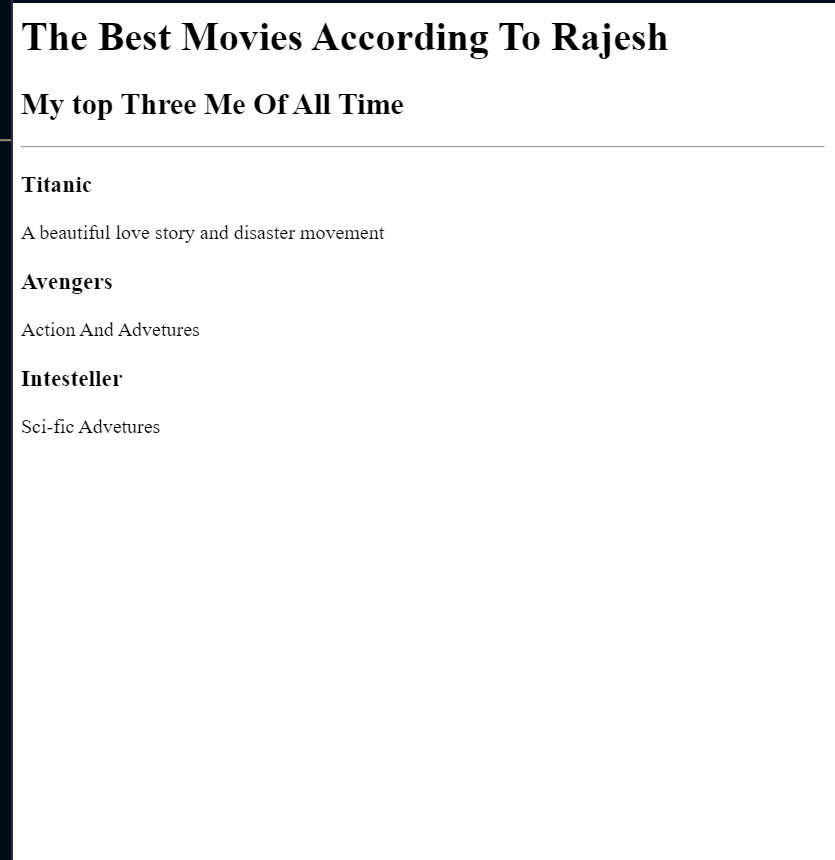 The Best Movies According To Rajesh
My top Three Me Of All Time
Titanic
A beautiful love story and disaster movement
Avengers
Action And Advetures
Intesteller
Sci-fic Advetures